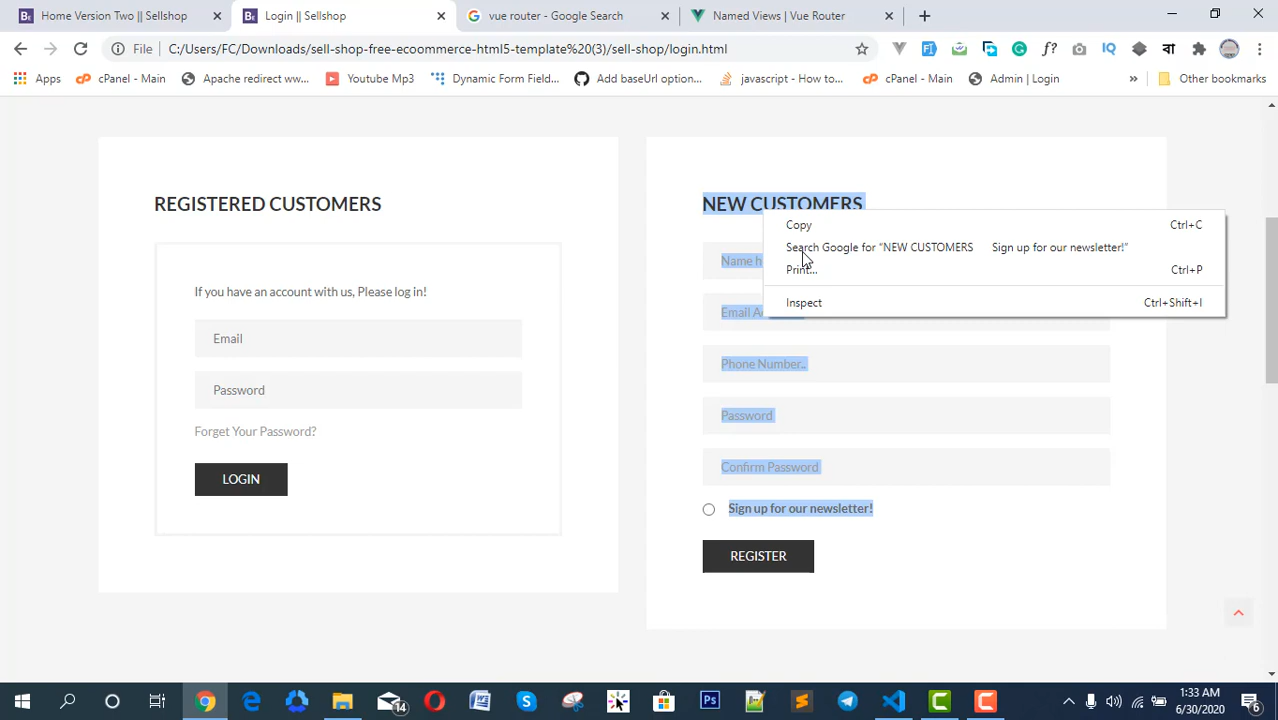 Home Version Two || Sellshop
Login || Sellshop
vue router - Google Search
Named Views | Vue Router
File
C:/Users/FC/Downloads/sell-shop-free-ecommerce-html5-template%20(3)/sell-shop/login.html
Apps
cPanel - Main
Apache redirect ww...
Youtube Mp3
Dynamic Form Field...
Add baseUrl option...
javascript - How to...
cPanel - Main
Admin | Login
»
Other bookmarks
REGISTERED CUSTOMERS
If you have an account with us, Please log in!
Email
Password
Forget Your Password?
LOGIN
NEW CUSTOMERS
Name h
Email A
Phone Number..
Password
Confirm Password
Sign up for our newsletter!
REGISTER
Copy Ctrl+C
Search Google for “NEW CUSTOMERS Sign up for our newsletter!”
Print... Ctrl+P
Inspect Ctrl+Shift+I
14
1:33 AM
6/30/2020
6